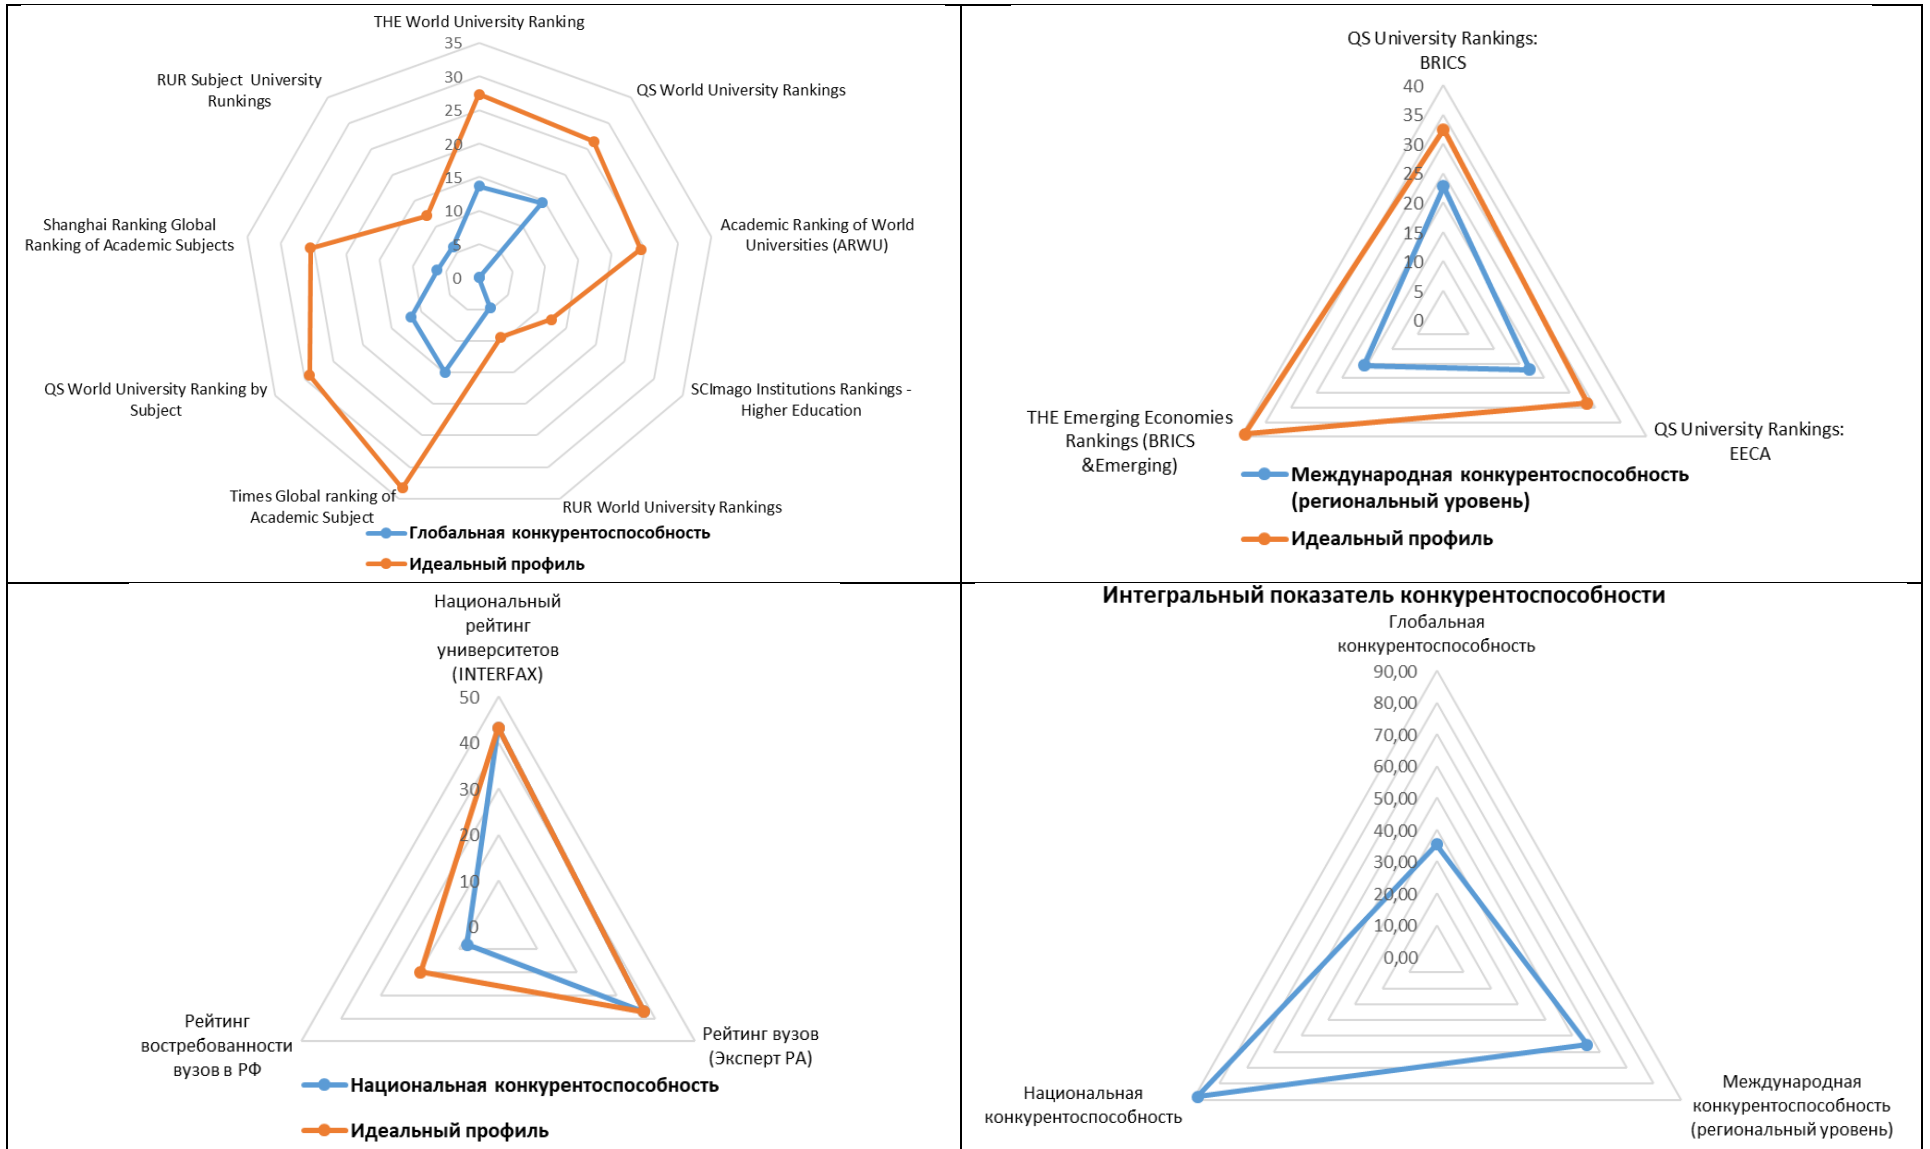 THE World University Ranking
35
30
25
20
15
10
5
0
QS World University Rankings
Academic Ranking of World
Universities (ARWU)
SCImago Institutions Rankings -
Higher Education
RUR World University Rankings
Times Global ranking of
Academic Subject
QS World University Ranking by
Subject
Shanghai Ranking Global
Ranking of Academic Subjects
RUR Subject University
Runkings
Глобальная конкурентоспособность
Идеальный профиль
QS University Rankings:
BRICS
40
35
30
25
20
15
10
5
0
QS University Rankings:
EECA
THE Emerging Economies
Rankings (BRICS
&Emerging)
Международная конкурентоспособность
(региональный уровень)
Идеальный профиль
Национальный
рейтинг
университетов
(INTERFAX)
50
40
30
20
10
0
Рейтинг вузов
(Эксперт РА)
Рейтинг
востребованности
вузов в РФ
Национальная конкурентоспособность
Идеальный профиль
Интегральный показатель конкурентоспособности
Глобальная
конкурентоспособность
90,00
80,00
70,00
60,00
50,00
40,00
30,00
20,00
10,00
0,00
Международная
конкурентоспособность
(региональный уровень)
Национальная
конкурентоспособность